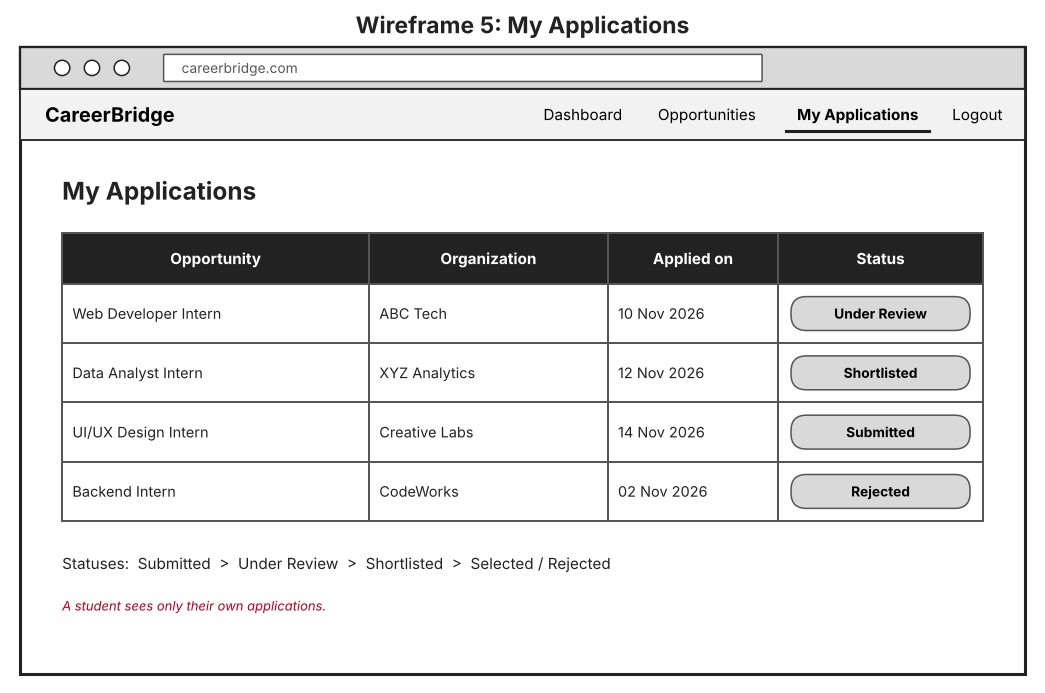 Wireframe 5: My Applications
careerbridge.com
CareerBridge Dashboard Opportunities My Applications Logout
My Applications
Opportunity Organization Applied on Status
Web Developer Intern ABC Tech 10 Nov 2026 Under Review
Data Analyst Intern XYZ Analytics 12 Nov 2026 Shortlisted
UI/UX Design Intern Creative Labs 14 Nov 2026 Submitted
Backend Intern CodeWorks 02 Nov 2026 Rejected
Statuses: Submitted > Under Review > Shortlisted > Selected / Rejected
A student sees only their own applications.